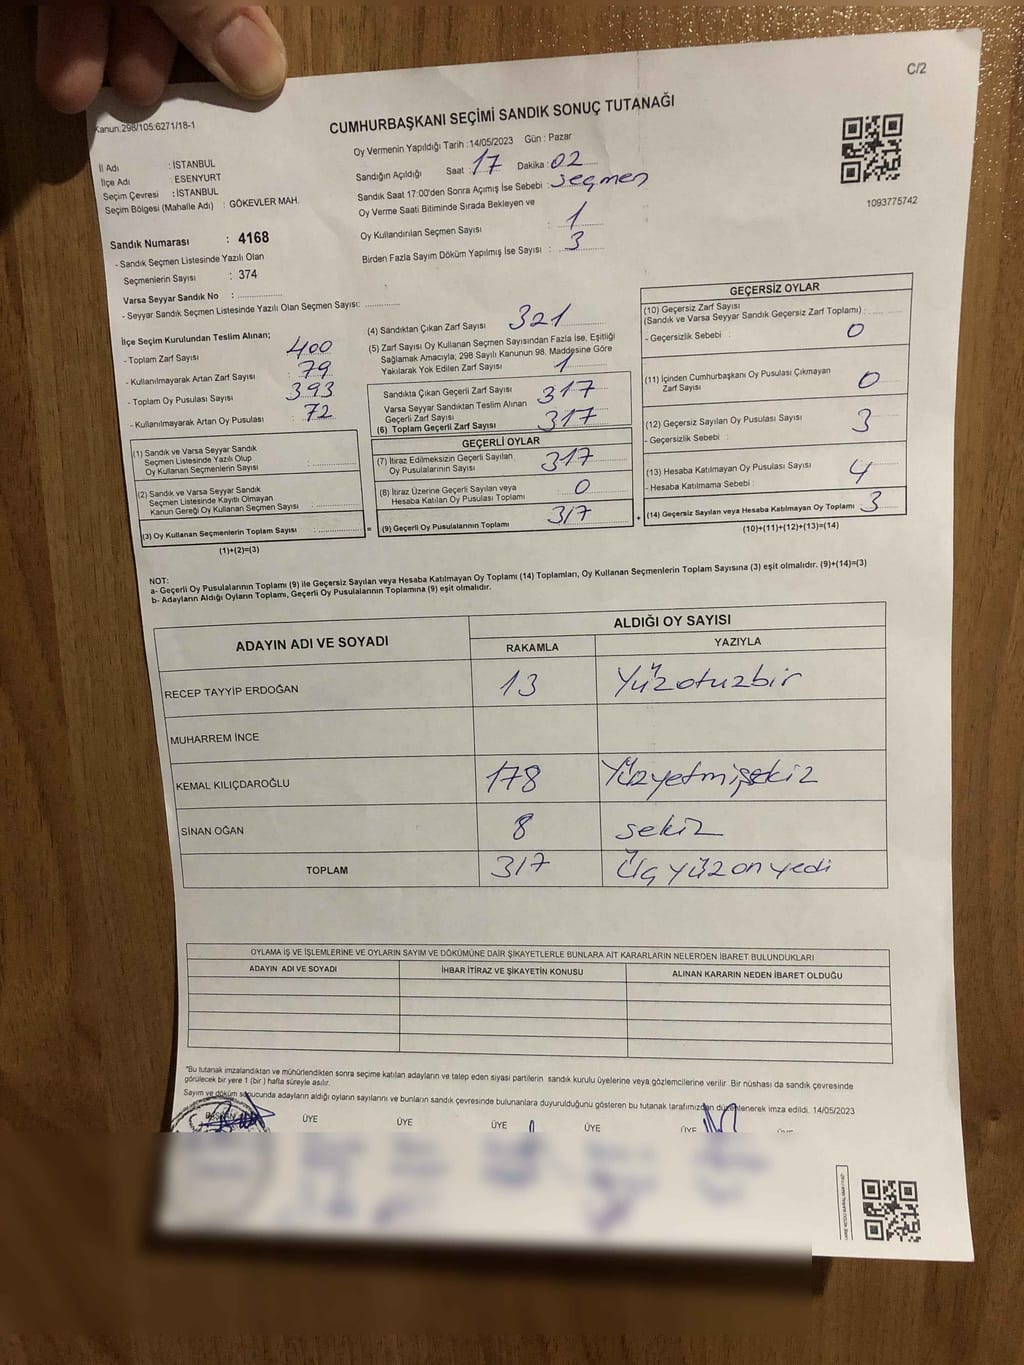 Kanun.298/105:6271/18-1
C/2
CUMHURBAŞKANI SEÇİMİ SANDIK SONUÇ TUTANAĞI
İl Adı : İSTANBUL
İlçe Adı : ESENYURT
Seçim Çevresi : İSTANBUL
Seçim Bölgesi (Mahalle Adı) : GÖKEVLER MAH.
Oy Vermenin Yapıldığı Tarih :14/05/2023 Gün : Pazar
Sandığın Açıldığı Saat 17 Dakika : 02
Sandık Saat 17:00'den Sonra Açımış İse Sebebi : seçmen
Oy Verme Saati Bitiminde Sırada Bekleyen ve
Oy Kullandırılan Seçmen Sayısı : 1
Birden Fazla Sayım Döküm Yapılmış İse Sayısı : 3
1093775742
Sandık Numarası : 4168
- Sandık Seçmen Listesinde Yazılı Olan
Seçmenlerin Sayısı : 374
Varsa Seyyar Sandık No :
- Seyyar Sandık Seçmen Listesinde Yazılı Olan Seçmen Sayısı:
İlçe Seçim Kurulundan Teslim Alınan;
- Toplam Zarf Sayısı : 400
- Kullanılmayarak Artan Zarf Sayısı : 79
- Toplam Oy Pusulası Sayısı : 393
- Kullanılmayarak Artan Oy Pusulası : 72
(1) Sandık ve Varsa Seyyar Sandık
Seçmen Listesinde Yazılı Olup
Oy Kullanan Seçmenlerin Sayısı :
(2) Sandık ve Varsa Seyyar Sandık
Seçmen Listesinde Kayıtlı Olmayan
Kanun Gereği Oy Kullanan Seçmen Sayısı :
(3) Oy Kullanan Seçmenlerin Toplam Sayısı : =
(1)+(2)=(3)
(4) Sandıktan Çıkan Zarf Sayısı 321
(5) Zarf Sayısı Oy Kullanan Seçmen Sayısından Fazla İse, Eşitliği
Sağlamak Amacıyla, 298 Sayılı Kanunun 98. Maddesine Göre
Yakılarak Yok Edilen Zarf Sayısı : 1
Sandıkta Çıkan Geçerli Zarf Sayısı : 317
Varsa Seyyar Sandıktan Teslim Alınan
Geçerli Zarf Sayısı
(6) Toplam Geçerli Zarf Sayısı : 317
GEÇERLİ OYLAR
(7) İtiraz Edilmeksizin Geçerli Sayılan
Oy Pusulalarının Sayısı : 317
(8) İtiraz Üzerine Geçerli Sayılan veya
Hesaba Katılan Oy Pusulası Toplamı : 0
(9) Geçerli Oy Pusulalarının Toplamı : 317 +
GEÇERSİZ OYLAR
(10) Geçersiz Zarf Sayısı
(Sandık ve Varsa Seyyar Sandık Geçersiz Zarf Toplamı) :
- Geçersizlik Sebebi : 0
(11) İçinden Cumhurbaşkanı Oy Pusulası Çıkmayan
Zarf Sayısı 0
(12) Geçersiz Sayılan Oy Pusulası Sayısı 3
- Geçersizlik Sebebi :
(13) Hesaba Katılmayan Oy Pusulası Sayısı 4
- Hesaba Katılmama Sebebi :
(14) Geçersiz Sayılan veya Hesaba Katılmayan Oy Toplamı 3
(10)+(11)+(12)+(13)=(14)
NOT:
a- Geçerli Oy Pusulalarının Toplamı (9) ile Geçersiz Sayılan veya Hesaba Katılmayan Oy Toplamı (14) Toplamları, Oy Kullanan Seçmenlerin Toplam Sayısına (3) eşit olmalıdır. (9)+(14)=(3)
b- Adayların Aldığı Oyların Toplamı, Geçerli Oy Pusulalarının Toplamına (9) eşit olmalıdır.
ADAYIN ADI VE SOYADI ALDIĞI OY SAYISI
RAKAMLA YAZIYLA
RECEP TAYYİP ERDOĞAN 13 Yüzotuzbir
MUHARREM İNCE
KEMAL KILIÇDAROĞLU 178 Yüzyetmişsekiz
SİNAN OĞAN 8 sekiz
TOPLAM 317 Üçyüzonyedi
OYLAMA İŞ VE İŞLEMLERİNE VE OYLARIN SAYIM VE DÖKÜMÜNE DAİR ŞİKAYETLERLE BUNLARA AİT KARARLARIN NELERDEN İBARET BULUNDUKLARI
ADAYIN ADI VE SOYADI İHBAR İTİRAZ VE ŞİKAYETİN KONUSU ALINAN KARARIN NEDEN İBARET OLDUĞU
*Bu tutanak imzalandıktan ve mühürlendikten sonra seçime katılan adayların ve talep eden siyasi partilerin sandık kurulu üyelerine veya gözlemcilerine verilir .Bir nüshası da sandık çevresinde
görülecek bir yere 1 (bir ) hafta süreyle asılır.
Sayım ve döküm sonucunda adayların aldığı oyların sayılarını ve bunların sandık çevresinde bulunanlara duyurulduğunu gösteren bu tutanak tarafımızdan düzenlenerek imza edildi. 14/05/2023
ÜYE ÜYE ÜYE ÜYE ÜYE ÜYE